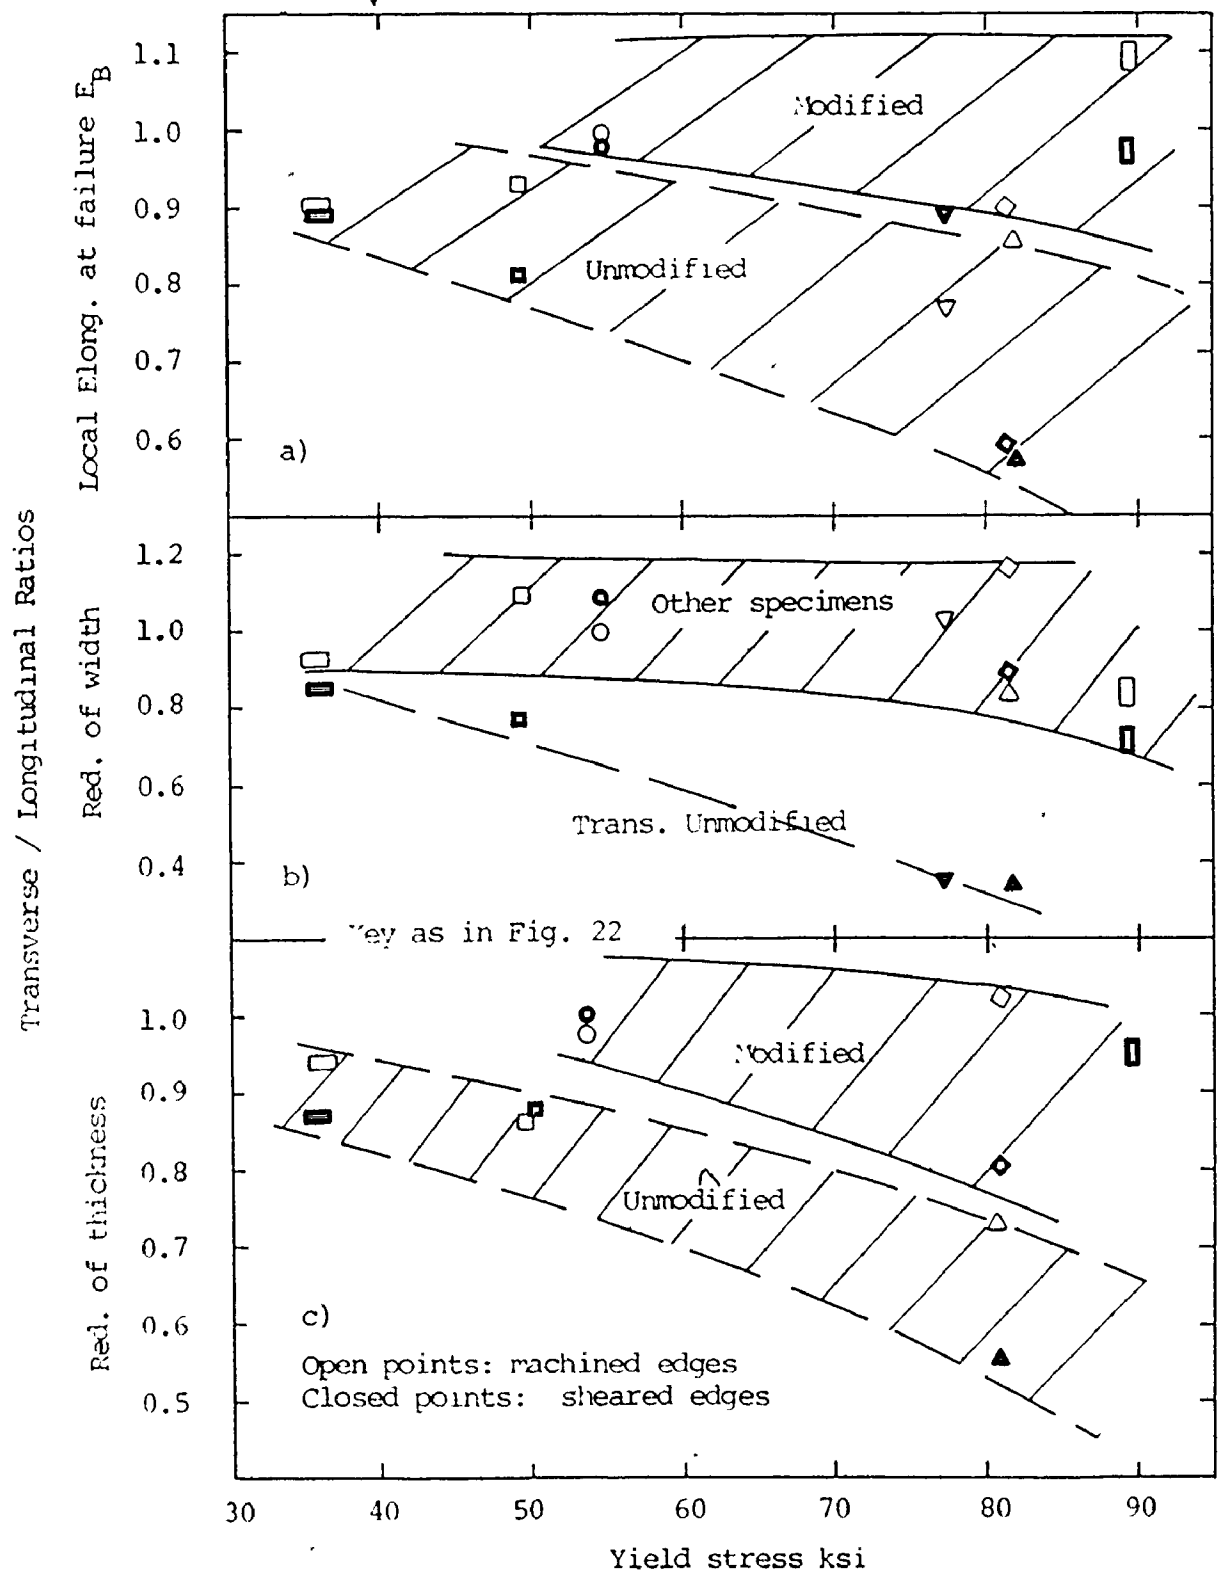 Transverse / Longitudinal Ratios
Local Elong. at failure E_B
1.1
1.0
0.9
0.8
0.7
0.6
Modified
Unmodified
a)
Red. of width
1.2
1.0
0.8
0.6
0.4
Other specimens
Trans. Unmodified
b)
Key as in Fig. 22
Red. of thickness
1.0
0.9
0.8
0.7
0.6
0.5
Modified
Unmodified
c)
Open points: machined edges
Closed points: sheared edges
30 40 50 60 70 80 90
Yield stress ksi